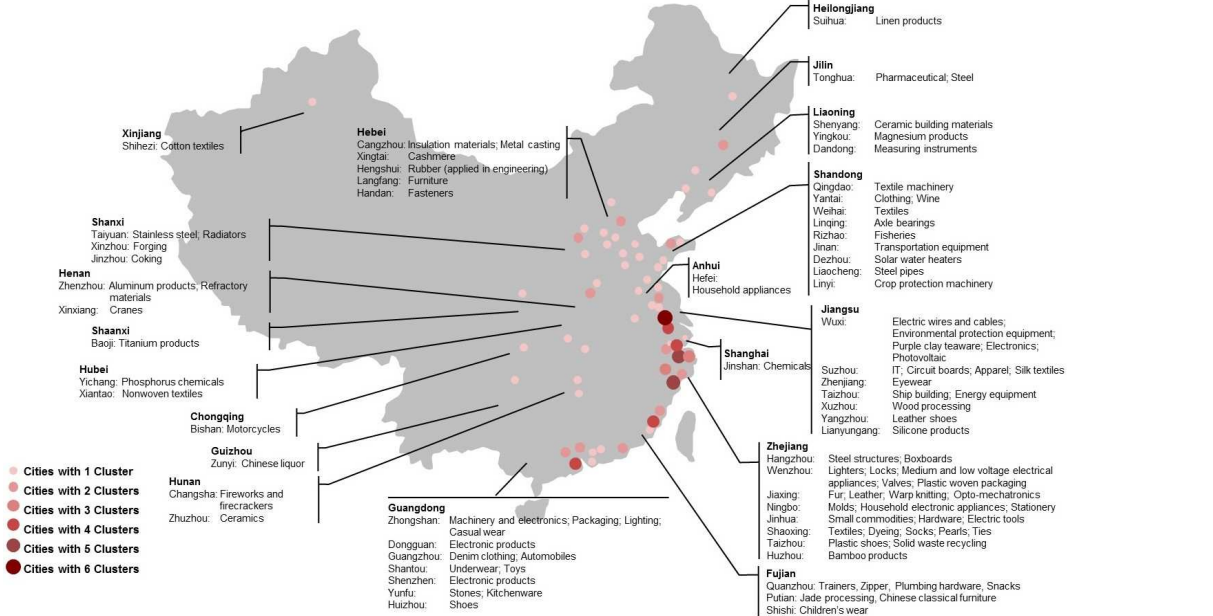 Heilongjiang
Suihua: Linen products
Jilin
Tonghua: Pharmaceutical; Steel
Liaoning
Shenyang: Ceramic building materials
Yingkou: Magnesium products
Dandong: Measuring instruments
Xinjiang
Shihezi: Cotton textiles
Hebei
Cangzhou: Insulation materials; Metal casting
Xingtai: Cashmere
Hengshui: Rubber (applied in engineering)
Langfang: Furniture
Handan: Fasteners
Shandong
Qingdao: Textile machinery
Yantai: Clothing; Wine
Weihai: Textiles
Linqing: Axle bearings
Rizhao: Fisheries
Jinan: Transportation equipment
Dezhou: Solar water heaters
Liaocheng: Steel pipes
Linyi: Crop protection machinery
Shanxi
Taiyuan: Stainless steel; Radiators
Xinzhou: Forging
Jinzhou: Coking
Henan
Zhenzhou: Aluminum products; Refractory
materials
Xinxiang: Cranes
Anhui
Hefei:
Household appliances
Shaanxi
Baoji: Titanium products
Jiangsu
Wuxi: Electric wires and cables;
Environmental protection equipment;
Purple clay teaware; Electronics;
Photovoltaic
Suzhou: IT; Circuit boards; Apparel; Silk textiles
Zhenjiang: Eyewear
Taizhou: Ship building; Energy equipment
Xuzhou: Wood processing
Yangzhou: Leather shoes
Lianyungang: Silicone products
Shanghai
Jinshan: Chemicals
Hubei
Yichang: Phosphorus chemicals
Xiantao: Nonwoven textiles
Chongqing
Bishan: Motorcycles
Guizhou
Zunyi: Chinese liquor
Hunan
Changsha: Fireworks and
firecrackers
Zhuzhou: Ceramics
Zhejiang
Hangzhou: Steel structures; Boxboards
Wenzhou: Lighters; Locks; Medium and low voltage electrical
appliances; Valves; Plastic woven packaging
Jiaxing: Fur; Leather; Warp knitting; Opto-mechatronics
Ningbo: Molds; Household electronic appliances; Stationery
Jinhua: Small commodities; Hardware; Electric tools
Shaoxing: Textiles; Dyeing; Socks; Pearls; Ties
Taizhou: Plastic shoes; Solid waste recycling
Huzhou: Bamboo products
Cities with 1 Cluster
Cities with 2 Clusters
Cities with 3 Clusters
Cities with 4 Clusters
Cities with 5 Clusters
Cities with 6 Clusters
Guangdong
Zhongshan: Machinery and electronics; Packaging; Lighting;
Casual wear
Dongguan: Electronic products
Guangzhou: Denim clothing; Automobiles
Shantou: Underwear; Toys
Shenzhen: Electronic products
Yunfu: Stones; Kitchenware
Huizhou: Shoes
Fujian
Quanzhou: Trainers, Zipper, Plumbing hardware, Snacks
Putian: Jade processing, Chinese classical furniture
Shishi: Children's wear